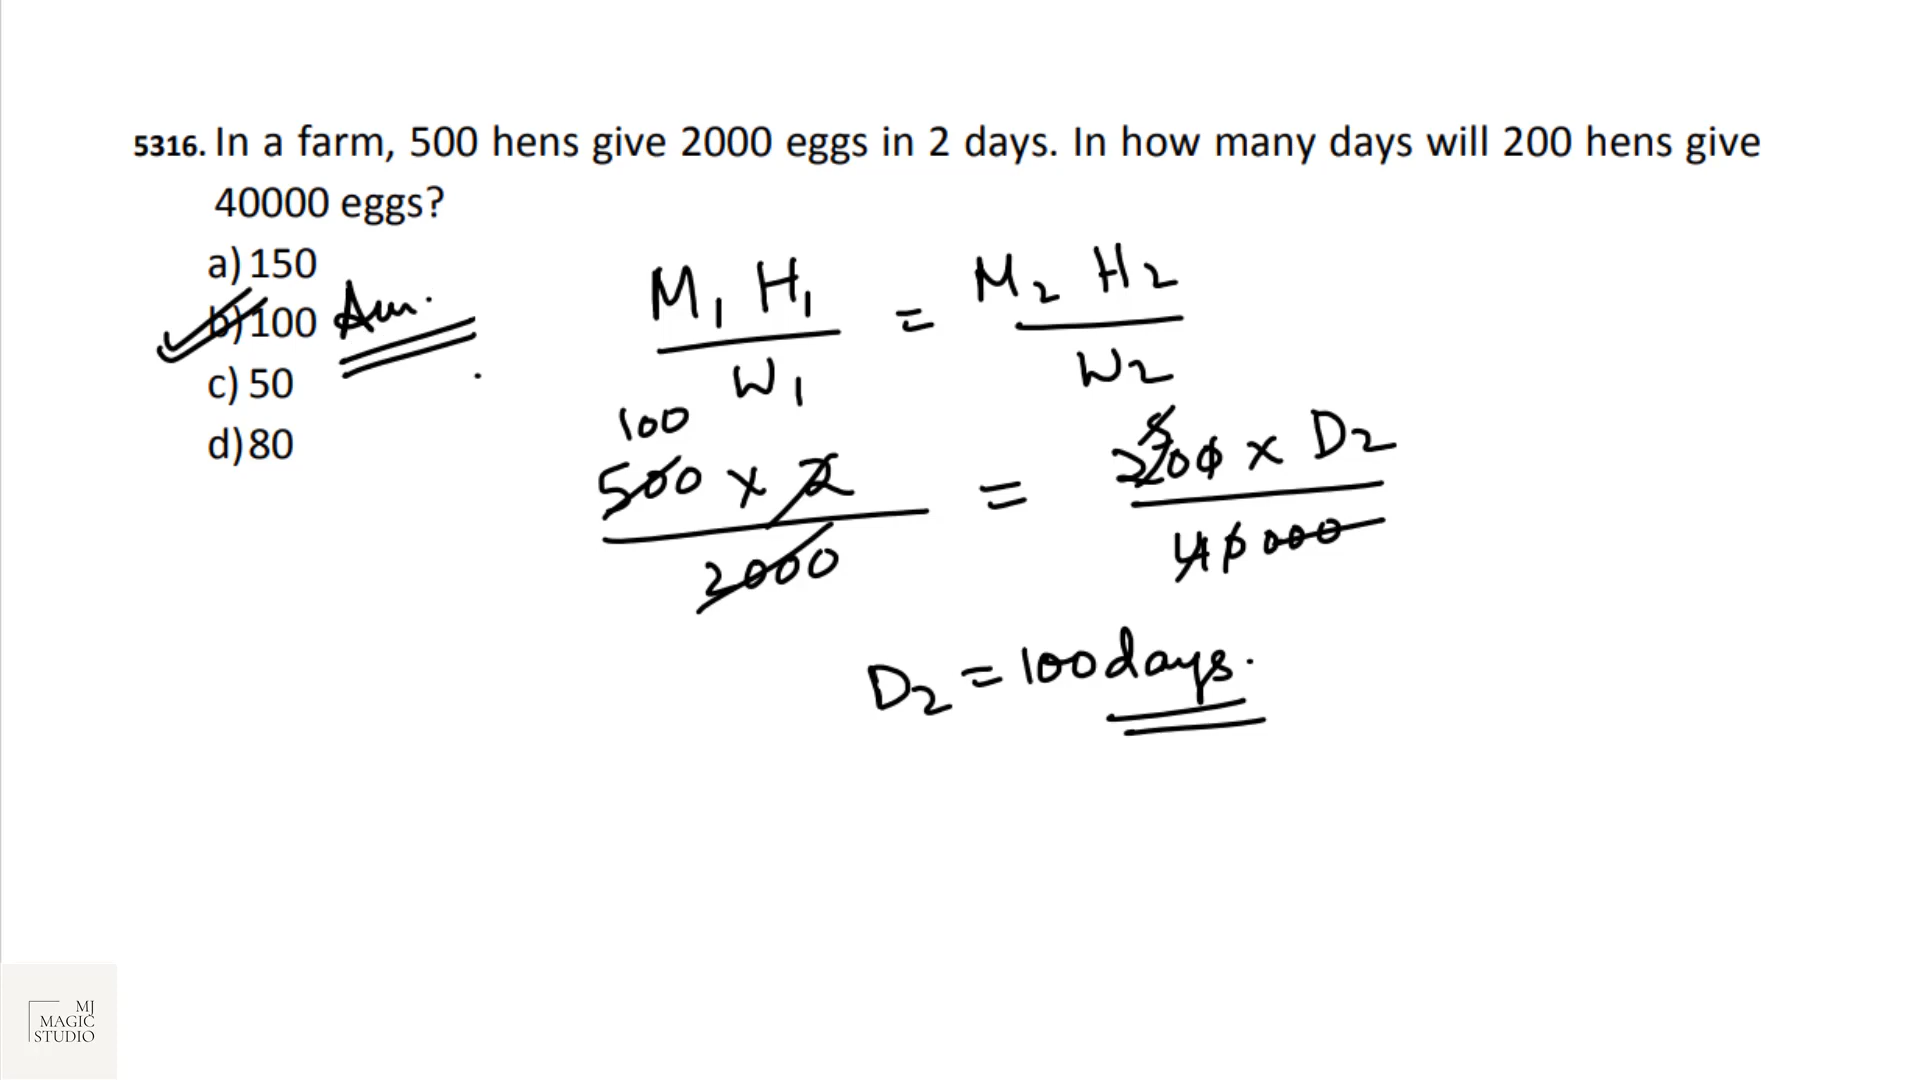 5316. In a farm, 500 hens give 2000 eggs in 2 days. In how many days will 200 hens give
40000 eggs?
a) 150
b) 100 Ans.
c) 50
d) 80
M1 H1 = M2 H2
W1 W2
100
500 x 2 = 200 x D2
2000 40000
D2 = 100 days.
MJ
MAGIC
STUDIO